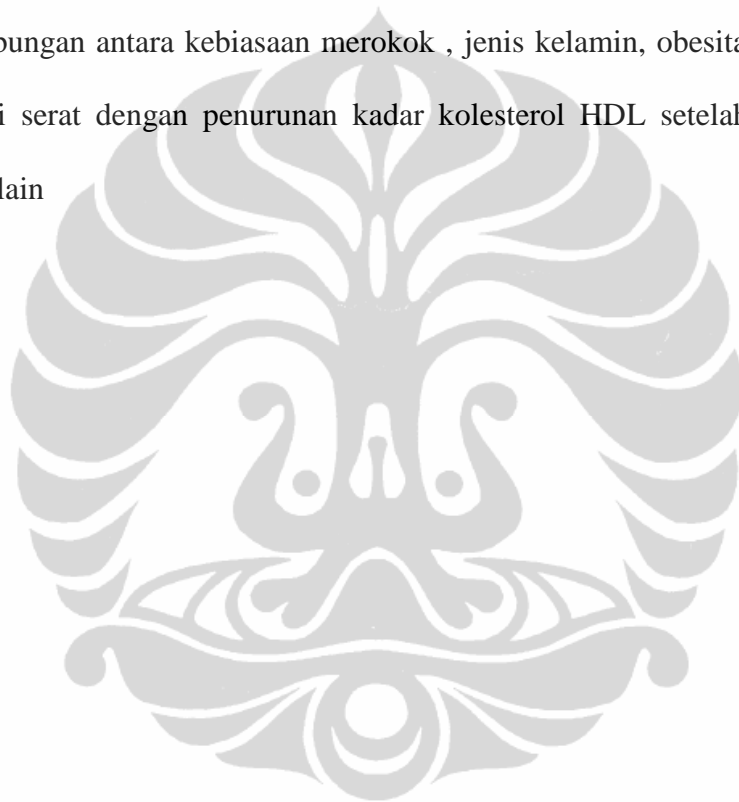 bungan antara kebiasaan merokok , jenis kelamin, obesita
i serat dengan penurunan kadar kolesterol HDL setelah
lain